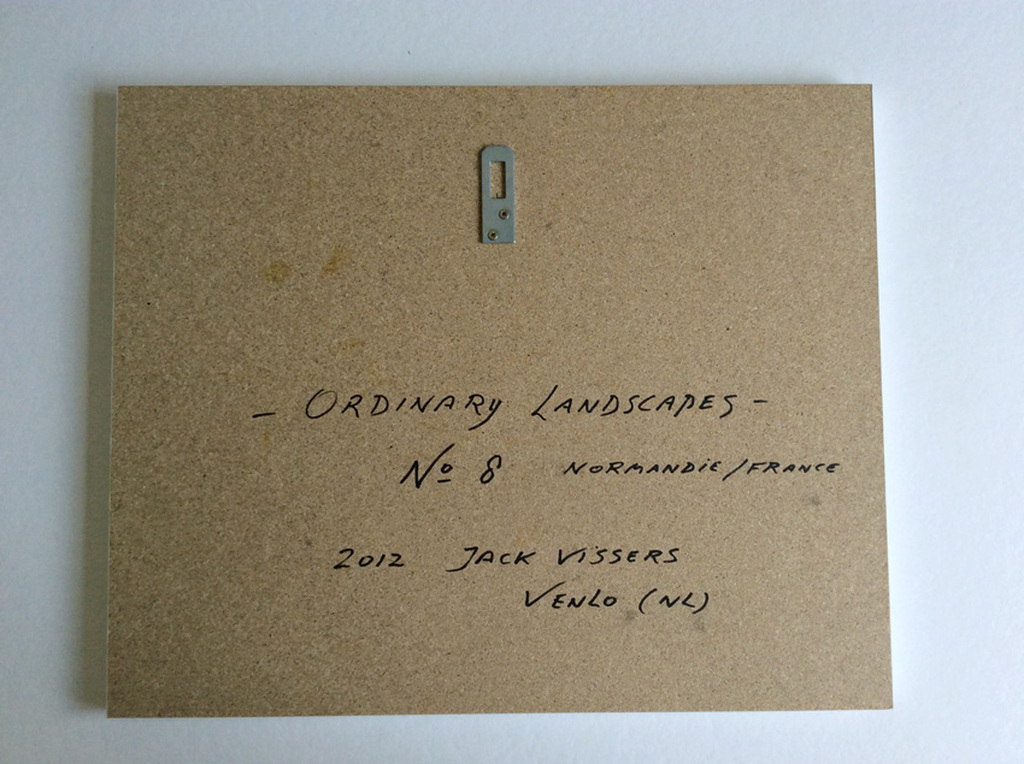 - ORDINARY LANDSCAPES -
No 8 NORMANDIE/FRANCE
2012 JACK VISSERS
VENLO (NL)